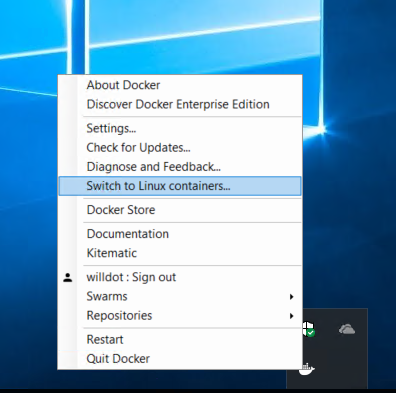 About Docker
Discover Docker Enterprise Edition
Settings...
Check for Updates...
Diagnose and Feedback...
Switch to Linux containers...
Docker Store
Documentation
Kitematic
willdot : Sign out
Swarms
Repositories
Restart
Quit Docker